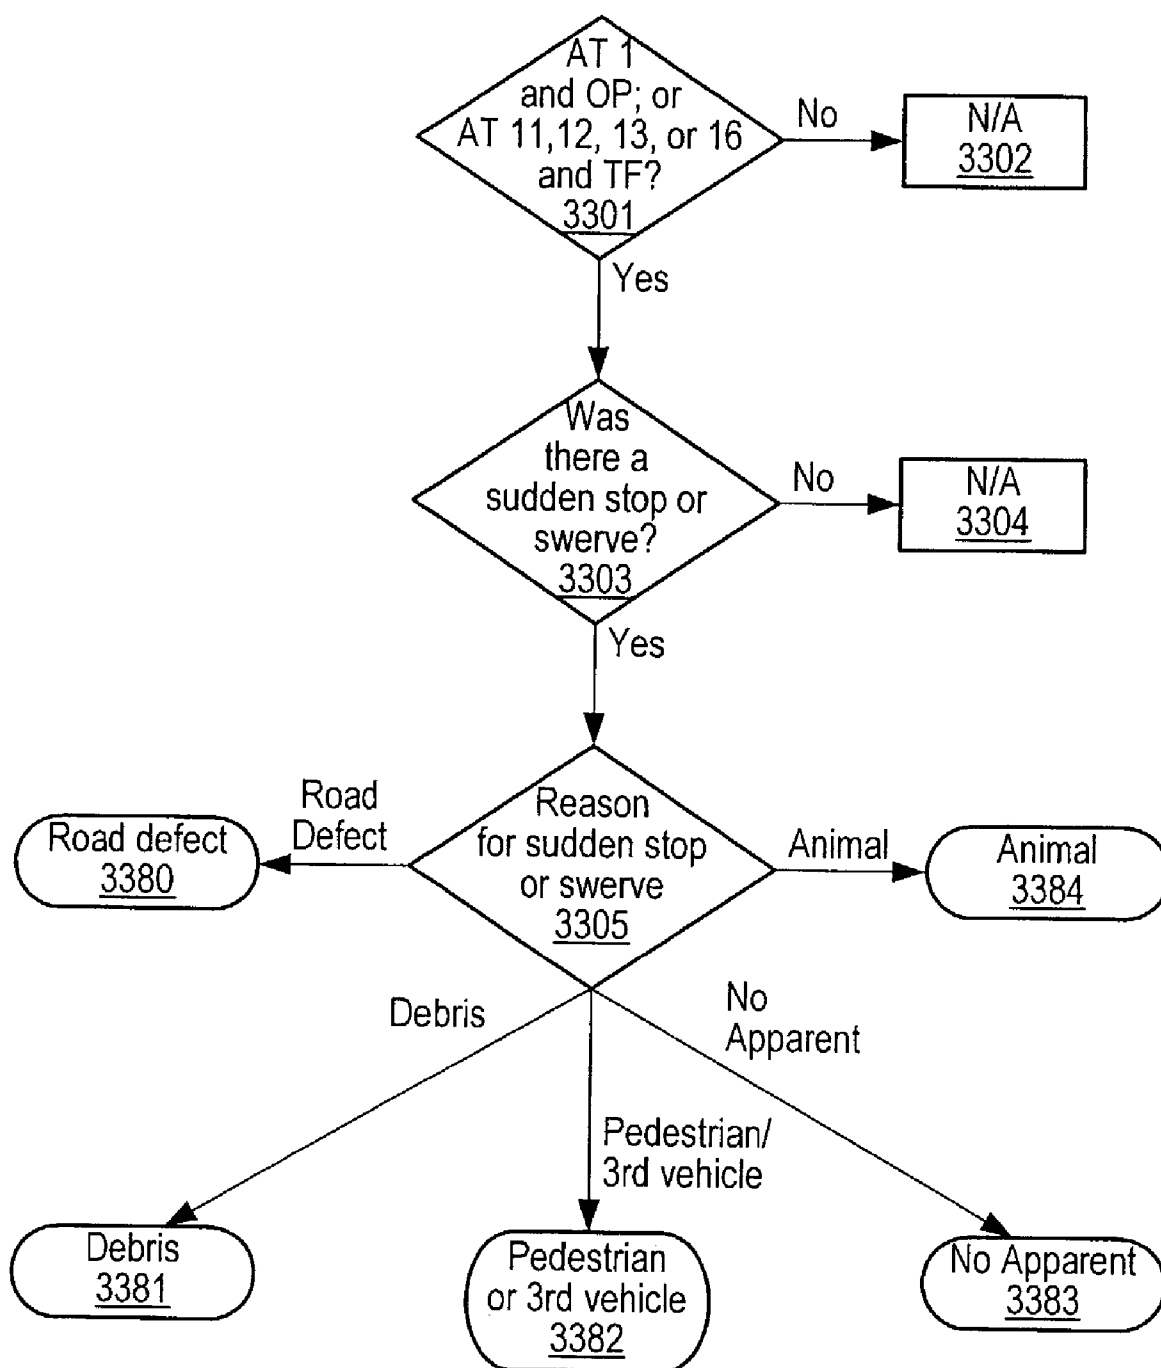 AT 1
and OP; or
AT 11,12, 13, or 16
and TF?
3301
No
N/A
3302
Yes
Was
there a
sudden stop or
swerve?
3303
No
N/A
3304
Yes
Reason
for sudden stop
or swerve
3305
Road
Defect
Road defect
3380
Animal
Animal
3384
Debris
No
Apparent
Pedestrian/
3rd vehicle
Debris
3381
Pedestrian
or 3rd vehicle
3382
No Apparent
3383